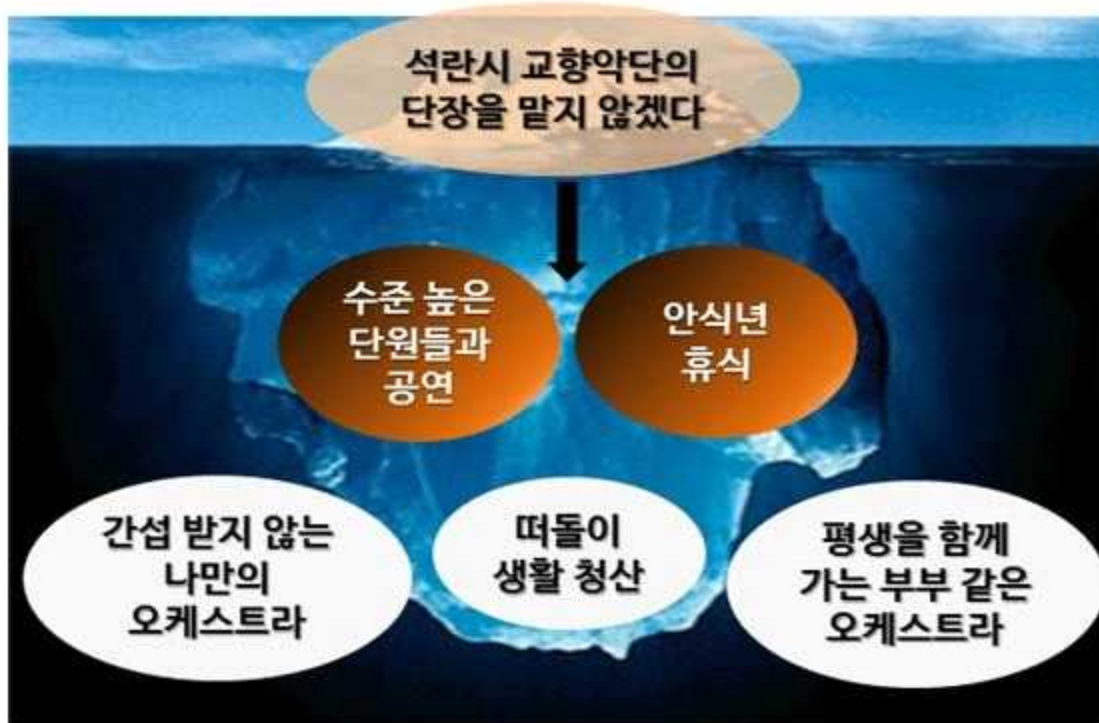 석란시 교향악단의
단장을 맡지 않겠다
수준 높은
단원들과
공연
안식년
휴식
간섭 받지 않는
나만의
오케스트라
떠돌이
생활 청산
평생을 함께
가는 부부 같은
오케스트라